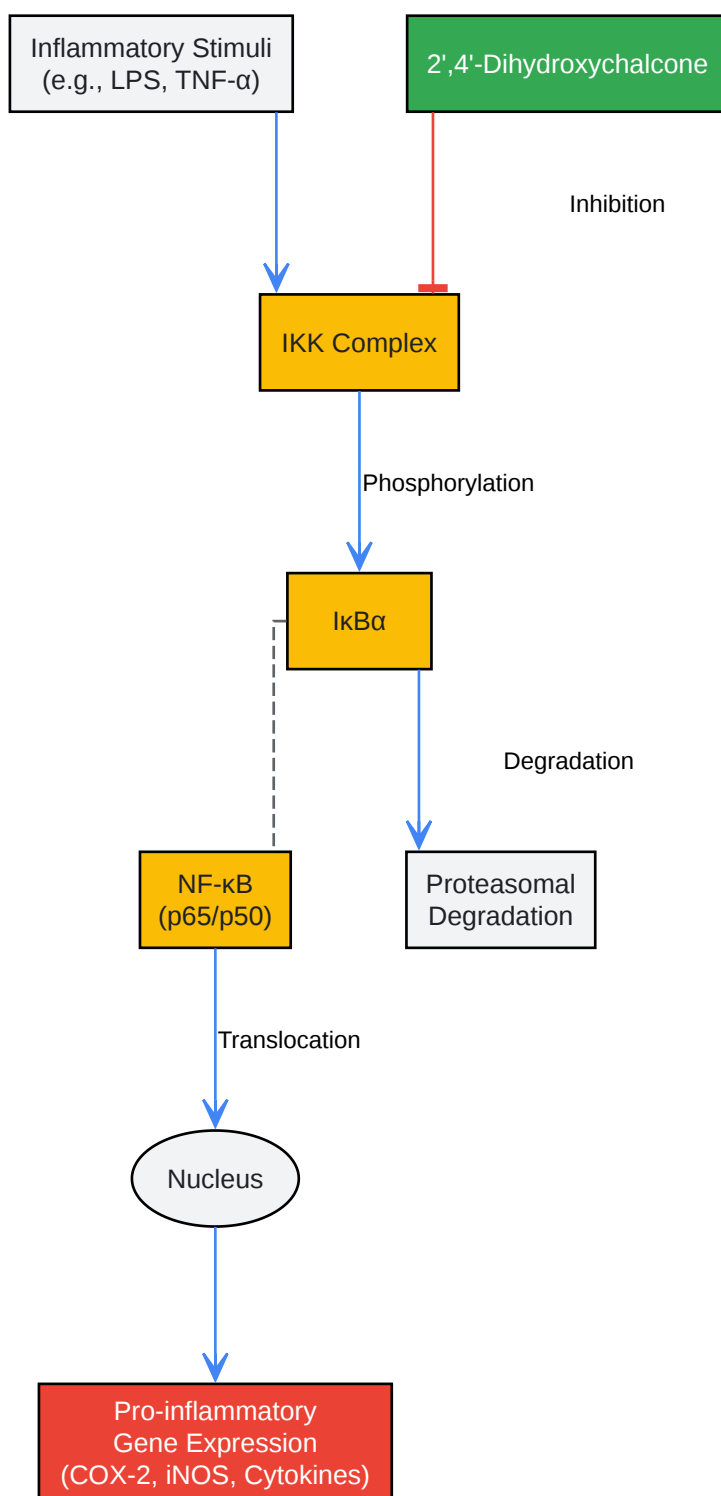 Inflammatory Stimuli
(e.g., LPS, TNF-α)
2',4'-Dihydroxychalcone
Inhibition
IKK Complex
Phosphorylation
IκBα
Degradation
NF-κB
(p65/p50)
Proteasomal
Degradation
Translocation
Nucleus
Pro-inflammatory
Gene Expression
(COX-2, iNOS, Cytokines)